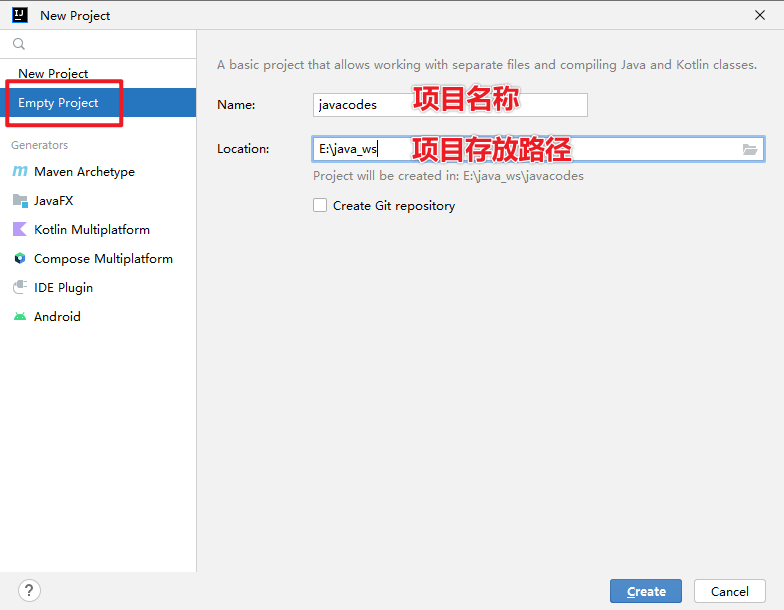 New Project
New Project
Empty Project
Generators
Maven Archetype
JavaFX
Kotlin Multiplatform
Compose Multiplatform
IDE Plugin
Android
A basic project that allows working with separate files and compiling Java and Kotlin classes.
Name: javacodes 项目名称
Location: E:\java_ws 项目存放路径
Project will be created in: E:\java_ws\javacodes
Create Git repository
? Create Cancel